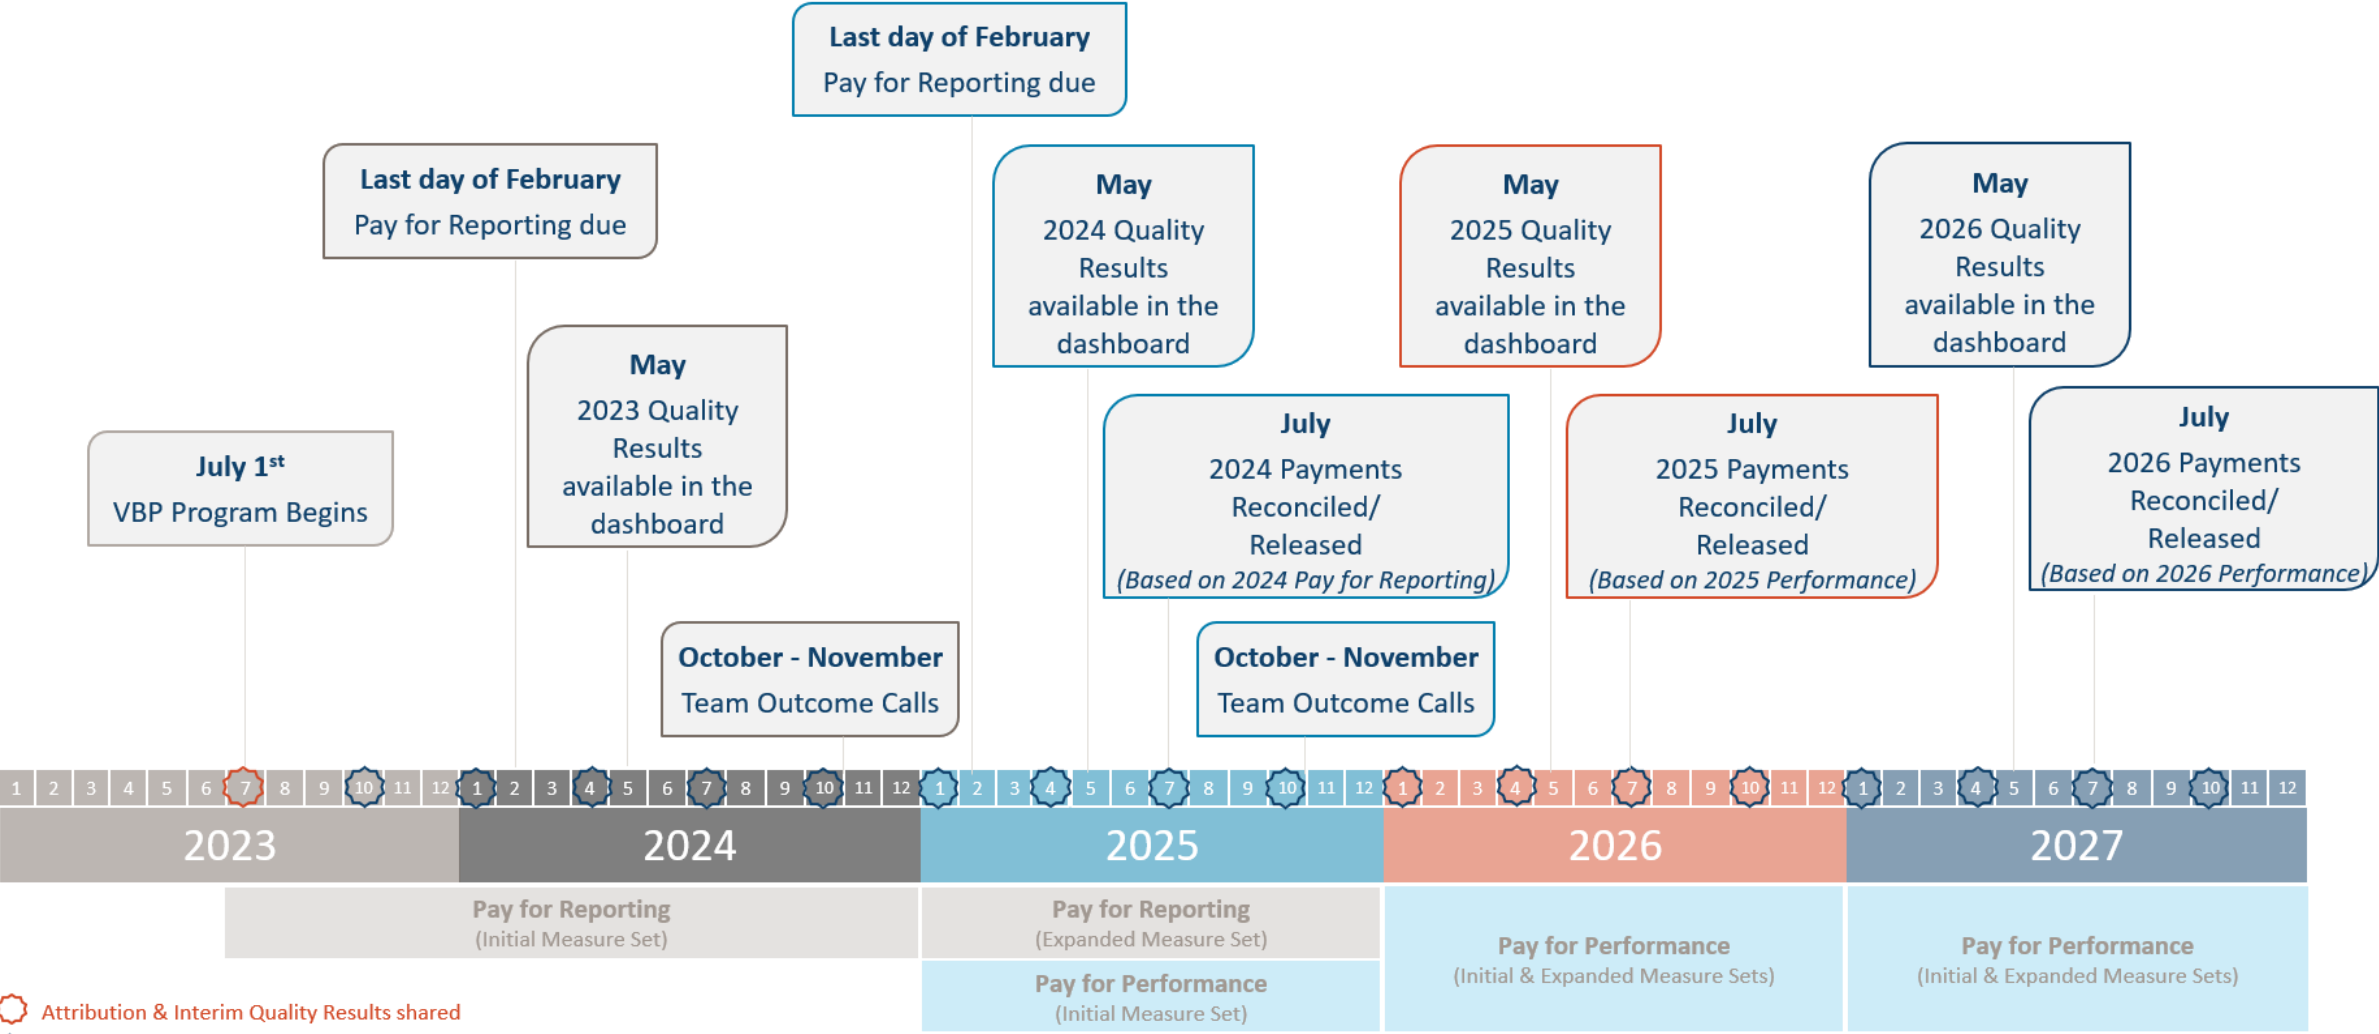 Last day of February
Pay for Reporting due
Last day of February
Pay for Reporting due
May
2024 Quality
Results
available in the
dashboard
May
2025 Quality
Results
available in the
dashboard
May
2026 Quality
Results
available in the
dashboard
May
2023 Quality
Results
available in the
dashboard
July 1st
VBP Program Begins
July
2024 Payments
Reconciled/
Released
(Based on 2024 Pay for Reporting)
July
2025 Payments
Reconciled/
Released
(Based on 2025 Performance)
July
2026 Payments
Reconciled/
Released
(Based on 2026 Performance)
October - November
Team Outcome Calls
October - November
Team Outcome Calls
1 2 3 4 5 6 7 8 9 10 11 12 1 2 3 4 5 6 7 8 9 10 11 12 1 2 3 4 5 6 7 8 9 10 11 12 1 2 3 4 5 6 7 8 9 10 11 12 1 2 3 4 5 6 7 8 9 10 11 12
2023 2024 2025 2026 2027
Pay for Reporting
(Initial Measure Set)
Pay for Reporting
(Expanded Measure Set)
Pay for Performance
(Initial Measure Set)
Pay for Performance
(Initial & Expanded Measure Sets)
Pay for Performance
(Initial & Expanded Measure Sets)
Attribution & Interim Quality Results shared